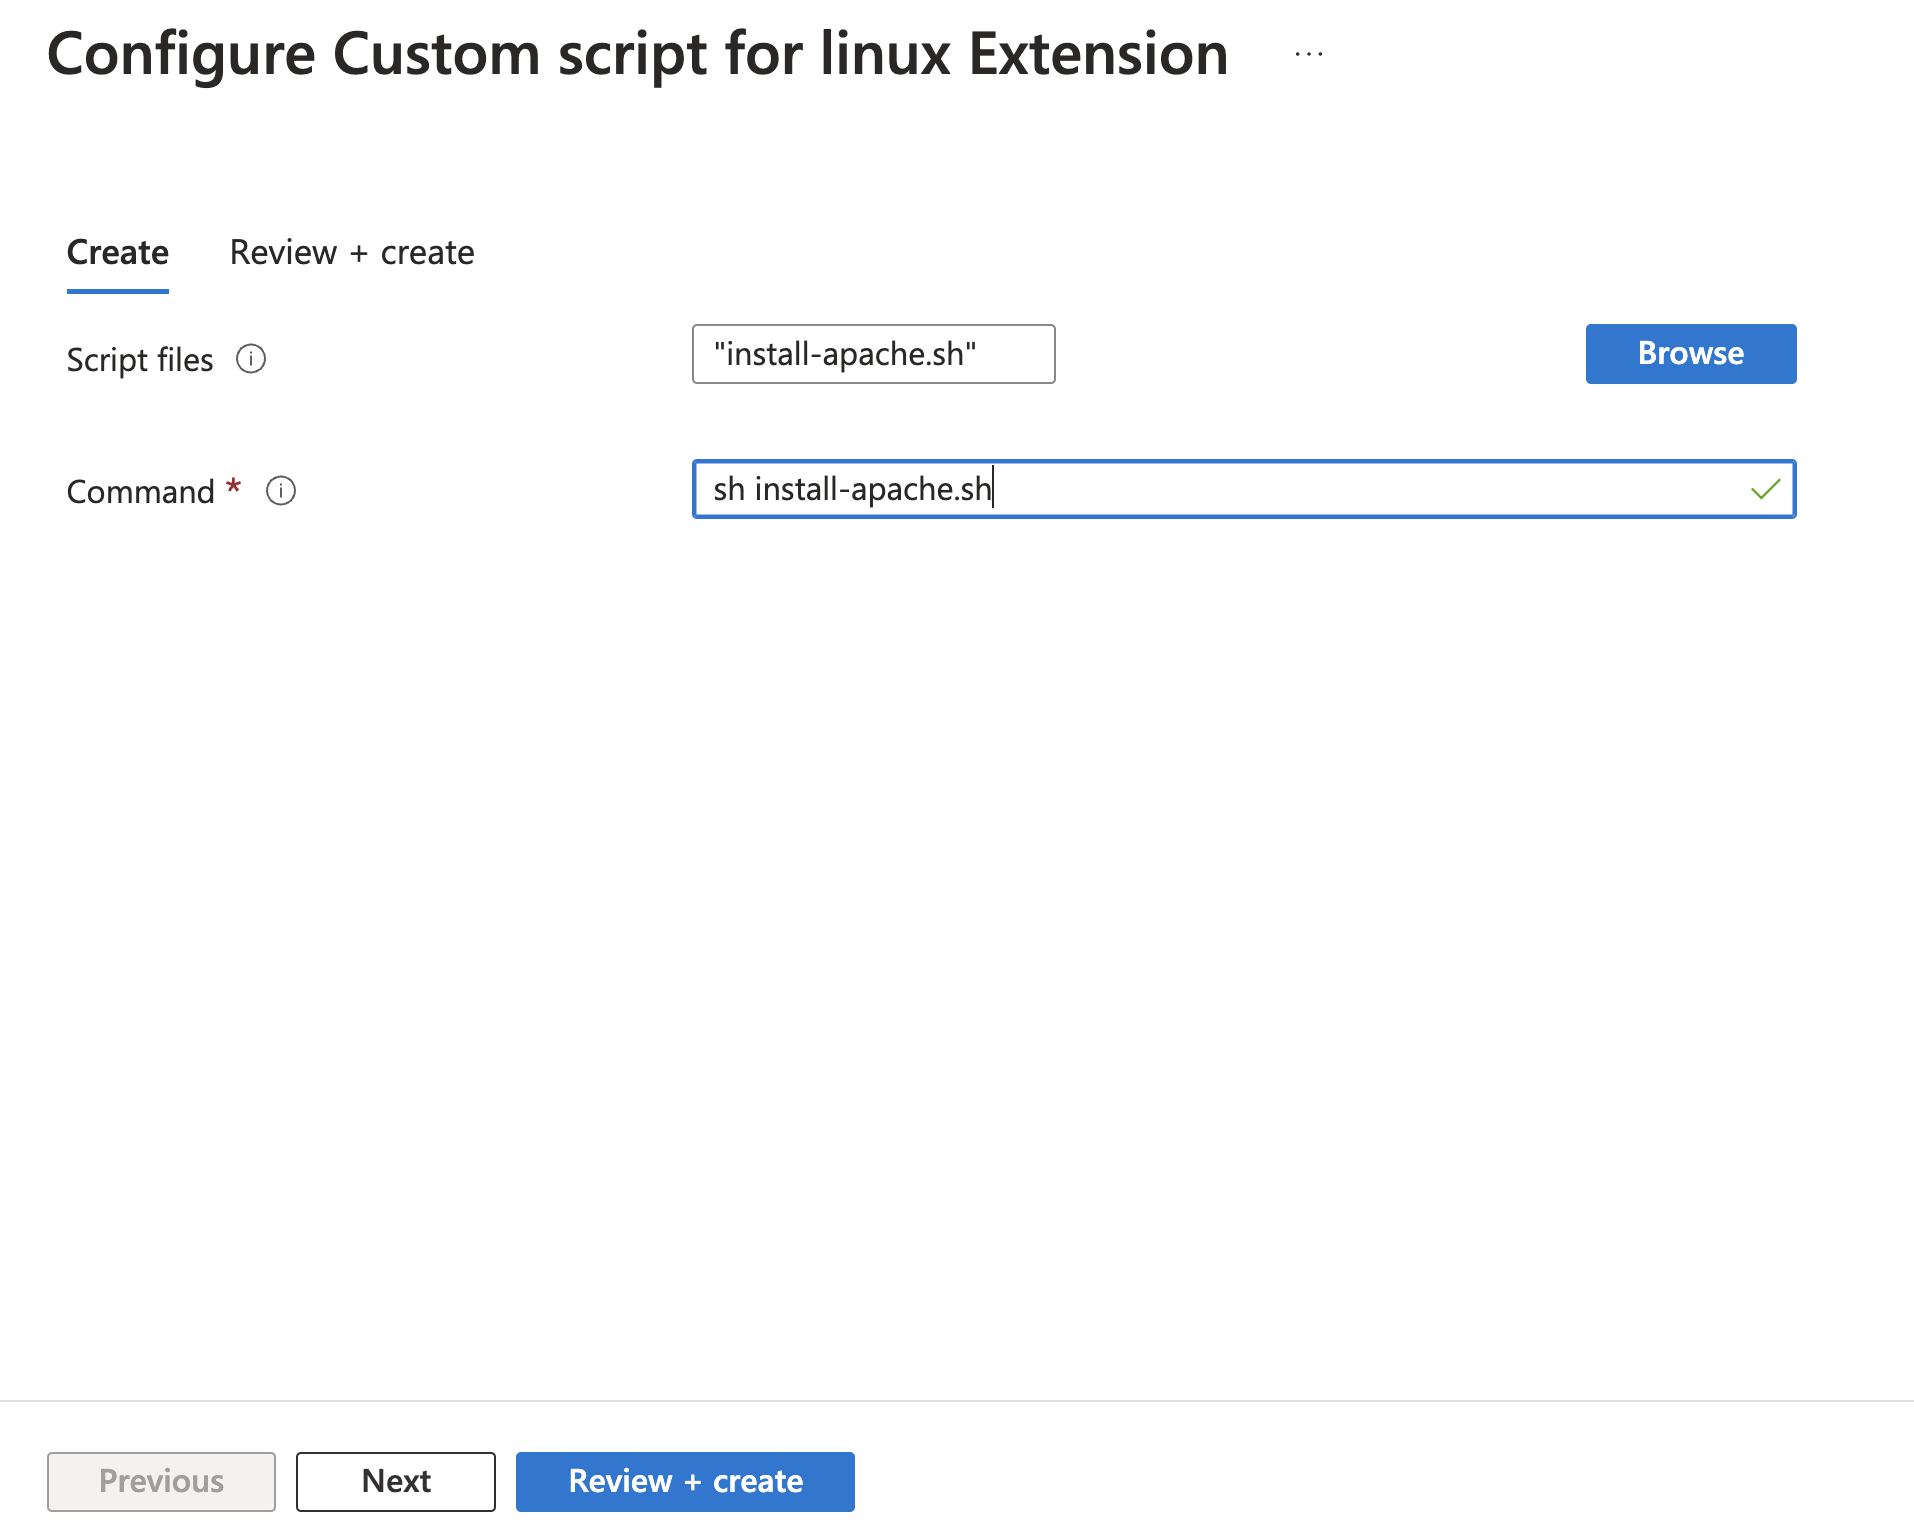 Configure Custom script for linux Extension ...
Create Review + create
Script files "install-apache.sh" Browse
Command * sh install-apache.sh
Previous Next Review + create